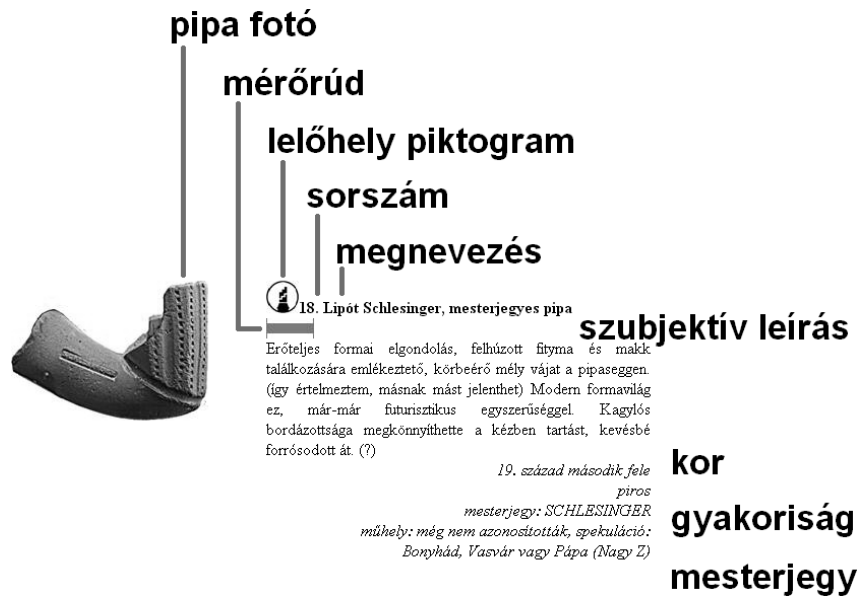 pipa fotó
mérőrúd
lelőhely piktogram
sorszám
megnevezés
18. Lipót Schlesinger, mesterjegyes pipa
szubjektív leírás
Erőteljes formai elgondolás, felhúzott fityma és makk
találkozására emlékeztető, körbeérő mély vájat a pipaseggen.
(így értelmeztem, másnak mást jelenthet) Modern formavilág
ez, már-már futurisztikus egyszerűséggel. Kagylós
bordázottsága megkönnyíthette a kézben tartást, kevésbé
forrósodott át. (?)
19. század második fele
piros
mesterjegy: SCHLESINGER
műhely: még nem azonosították, spekuláció:
Bonyhád, Vasvár vagy Pápa (Nagy Z)
kor
gyakoriság
mesterjegy